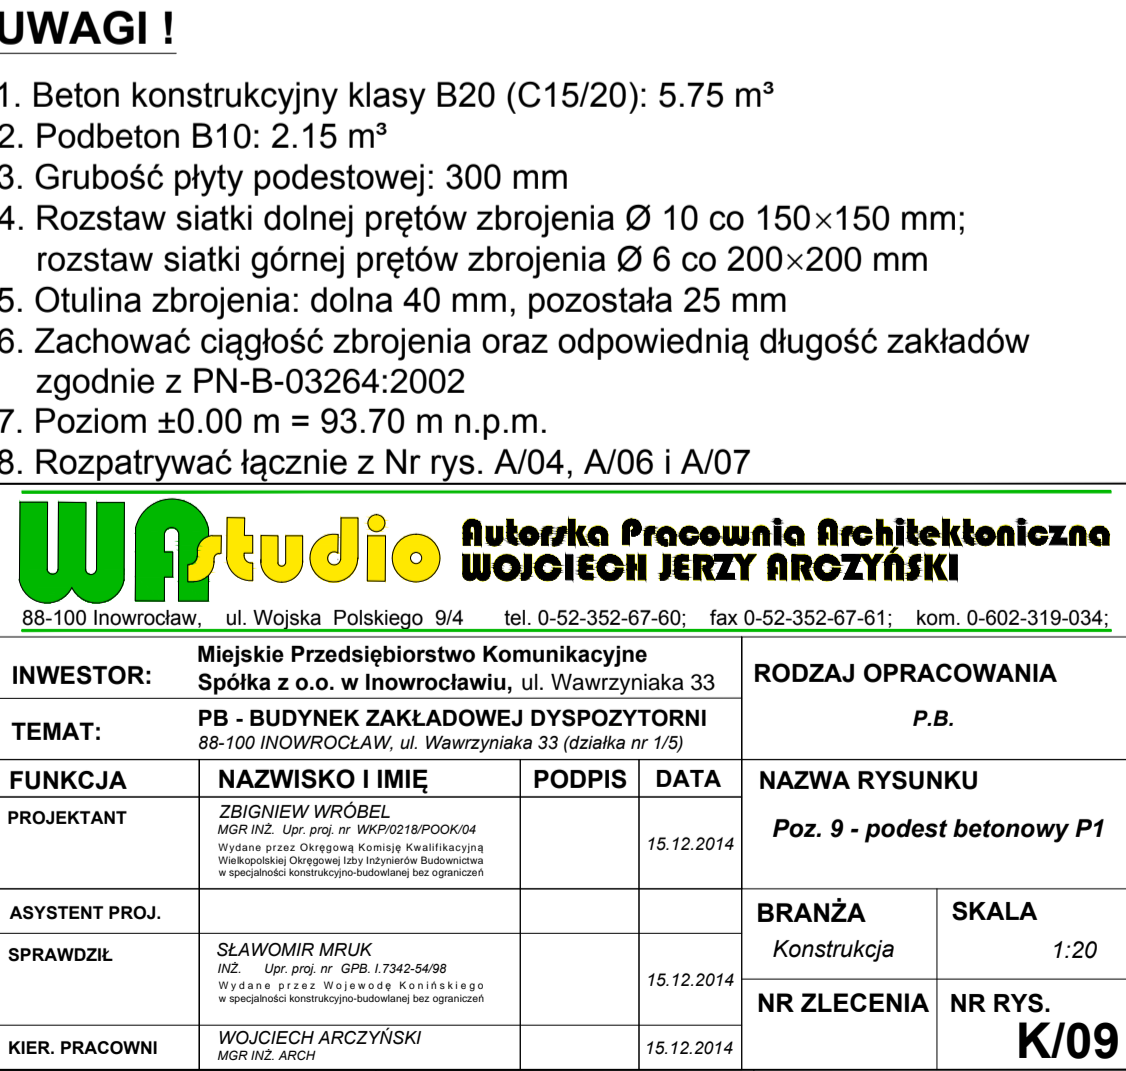 UWAGI !
1. Beton konstrukcyjny klasy B20 (C15/20): 5.75 m³
2. Podbeton B10: 2.15 m³
3. Grubość płyty podestowej: 300 mm
4. Rozstaw siatki dolnej prętów zbrojenia Ø 10 co 150×150 mm;
rozstaw siatki górnej prętów zbrojenia Ø 6 co 200×200 mm
5. Otulina zbrojenia: dolna 40 mm, pozostała 25 mm
6. Zachować ciągłość zbrojenia oraz odpowiednią długość zakładów
zgodnie z PN-B-03264:2002
7. Poziom ±0.00 m = 93.70 m n.p.m.
8. Rozpatrywać łącznie z Nr rys. A/04, A/06 i A/07
WAstudio
Autorska Pracownia Architektoniczna
WOJCIECH JERZY ARCZYŃSKI
88-100 Inowrocław, ul. Wojska Polskiego 9/4 tel. 0-52-352-67-60; fax 0-52-352-67-61; kom. 0-602-319-034;
INWESTOR:
Miejskie Przedsiębiorstwo Komunikacyjne
Spółka z o.o. w Inowrocławiu, ul. Wawrzyniaka 33
RODZAJ OPRACOWANIA
P.B.
TEMAT:
PB - BUDYNEK ZAKŁADOWEJ DYSPOZYTORNI
88-100 INOWROCŁAW, ul. Wawrzyniaka 33 (działka nr 1/5)
FUNKCJA NAZWISKO I IMIĘ PODPIS DATA
NAZWA RYSUNKU
Poz. 9 - podest betonowy P1
PROJEKTANT
ZBIGNIEW WRÓBEL
MGR INŻ. Upr. proj. nr WKP/0218/POOK/04
Wydane przez Okręgową Komisję Kwalifikacyjną
Wielkopolskiej Okręgowej Izby Inżynierów Budownictwa
w specjalności konstrukcyjno-budowlanej bez ograniczeń
15.12.2014
ASYSTENT PROJ.
BRANŻA
Konstrukcja
SKALA
1:20
SPRAWDZIŁ
SŁAWOMIR MRUK
INŻ. Upr. proj. nr GPB. I.7342-54/98
Wydane przez Wojewodę Konińskiego
w specjalności konstrukcyjno-budowlanej bez ograniczeń
15.12.2014
NR ZLECENIA
NR RYS.
K/09
KIER. PRACOWNI
WOJCIECH ARCZYŃSKI
MGR INŻ. ARCH
15.12.2014